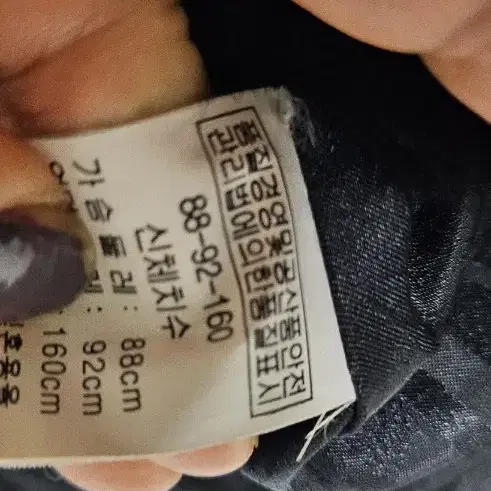 품질경영및공산품안전
관리법에의한품질표시
88-92-160
신체치수
가슴둘레 : 88cm
레 : 92cm
: 160cm